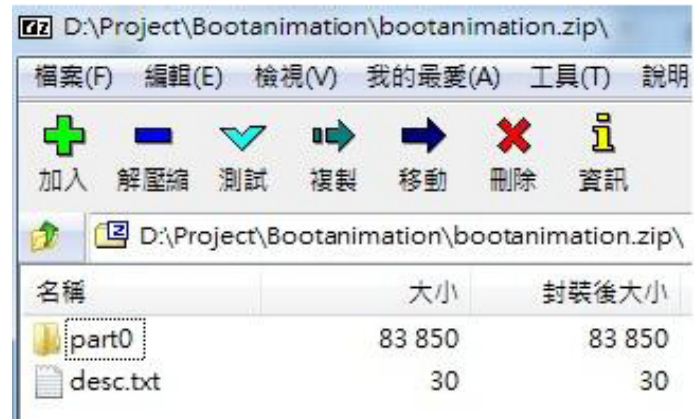 7z D:\Project\Bootanimation\bootanimation.zip\
檔案(F) 編輯(E) 檢視(V) 我的最愛(A) 工具(T) 說明
加入 解壓縮 測試 複製 移動 刪除 資訊
D:\Project\Bootanimation\bootanimation.zip\
名稱 大小 封裝後大小
part0 83 850 83 850
desc.txt 30 30